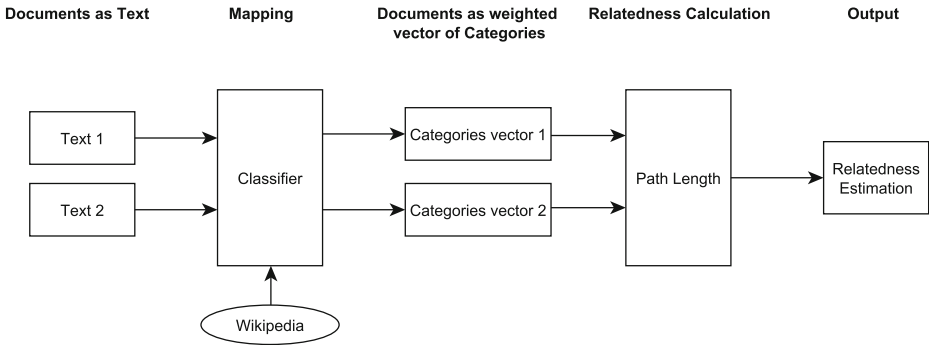 Documents as Text
Mapping
Documents as weighted
vector of Categories
Relatedness Calculation
Output
Text 1
Text 2
Classifier
Wikipedia
Categories vector 1
Categories vector 2
Path Length
Relatedness
Estimation